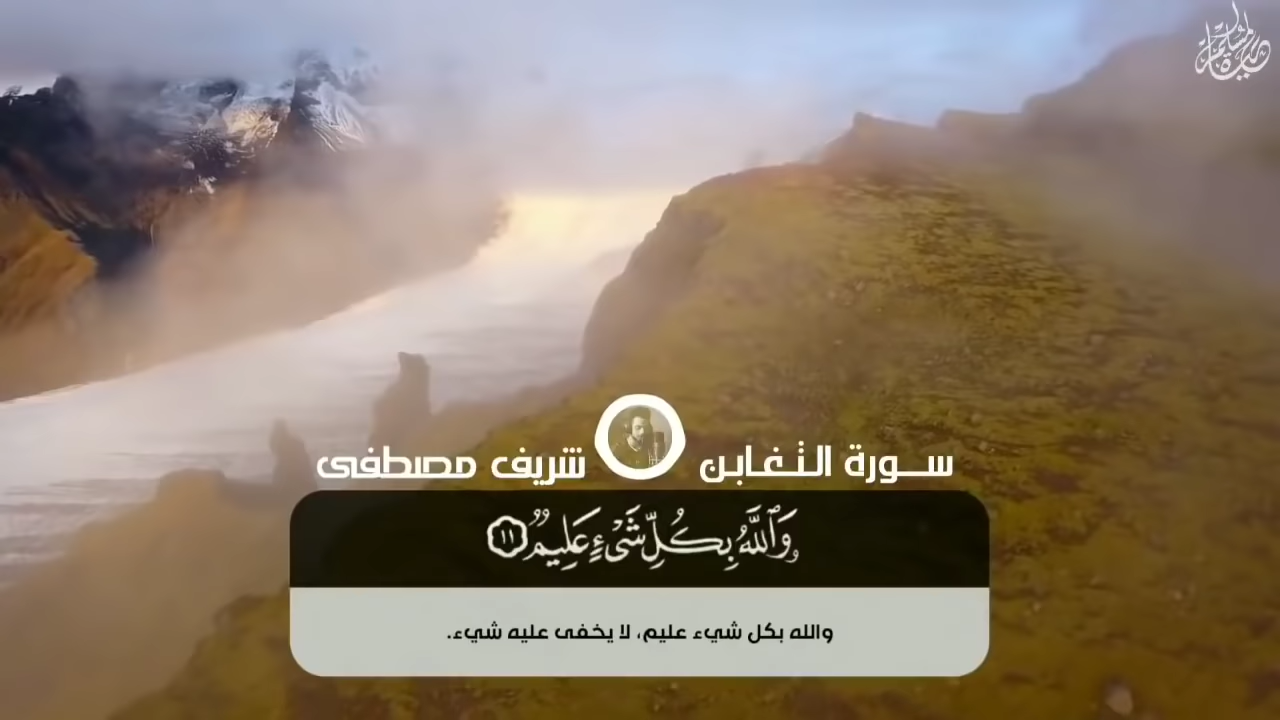 سورة التغابن شريف مصطفى
وَٱللَّهُ بِكُلِّ شَىْءٍ عَلِيمٌ ١١
والله بكل شيء عليم، لا يخفى عليه شيء.